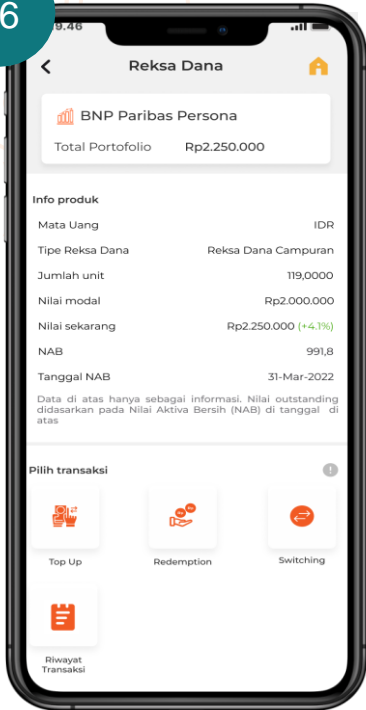 6
9.46
Reksa Dana
BNP Paribas Persona
Total Portofolio Rp2.250.000
Info produk
Mata Uang IDR
Tipe Reksa Dana Reksa Dana Campuran
Jumlah unit 119,0000
Nilai modal Rp2.000.000
Nilai sekarang Rp2.250.000 (+4.1%)
NAB 991,8
Tanggal NAB 31-Mar-2022
Data di atas hanya sebagai informasi. Nilai outstanding
didasarkan pada Nilai Aktiva Bersih (NAB) di tanggal di
atas
Pilih transaksi
!
Top Up Redemption Switching
Riwayat
Transaksi